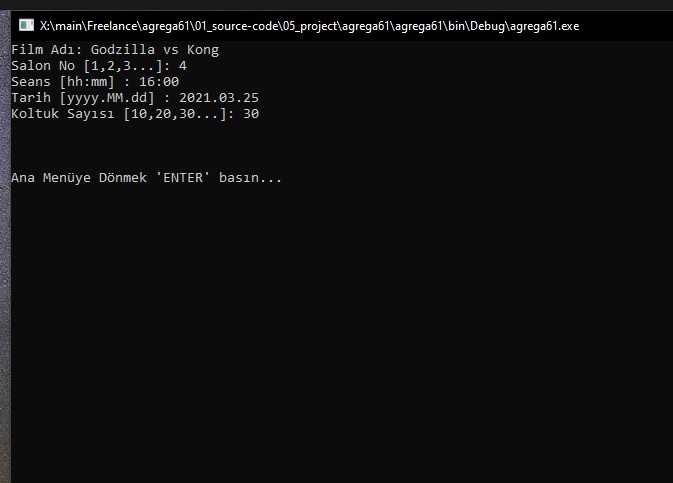 X:\main\Freelance\agrega61\01_source-code\05_project\agrega61\agrega61\bin\Debug\agrega61.exe
Film Adı: Godzilla vs Kong
Salon No [1,2,3...]: 4
Seans [hh:mm] : 16:00
Tarih [yyyy.MM.dd] : 2021.03.25
Koltuk Sayısı [10,20,30...]: 30
Ana Menüye Dönmek 'ENTER' basın...